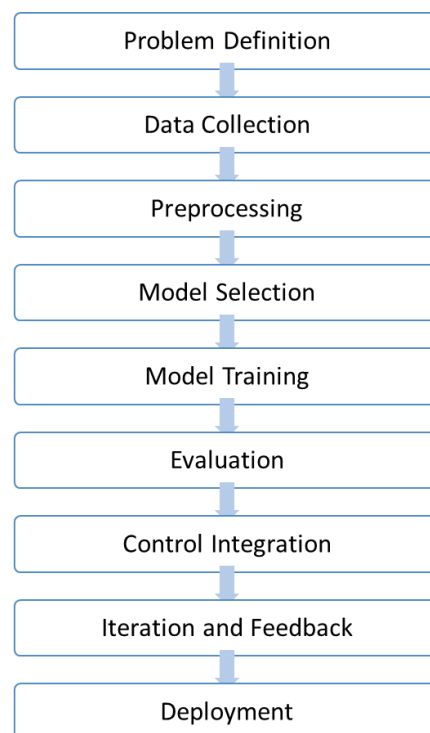 Problem Definition
Data Collection
Preprocessing
Model Selection
Model Training
Evaluation
Control Integration
Iteration and Feedback
Deployment